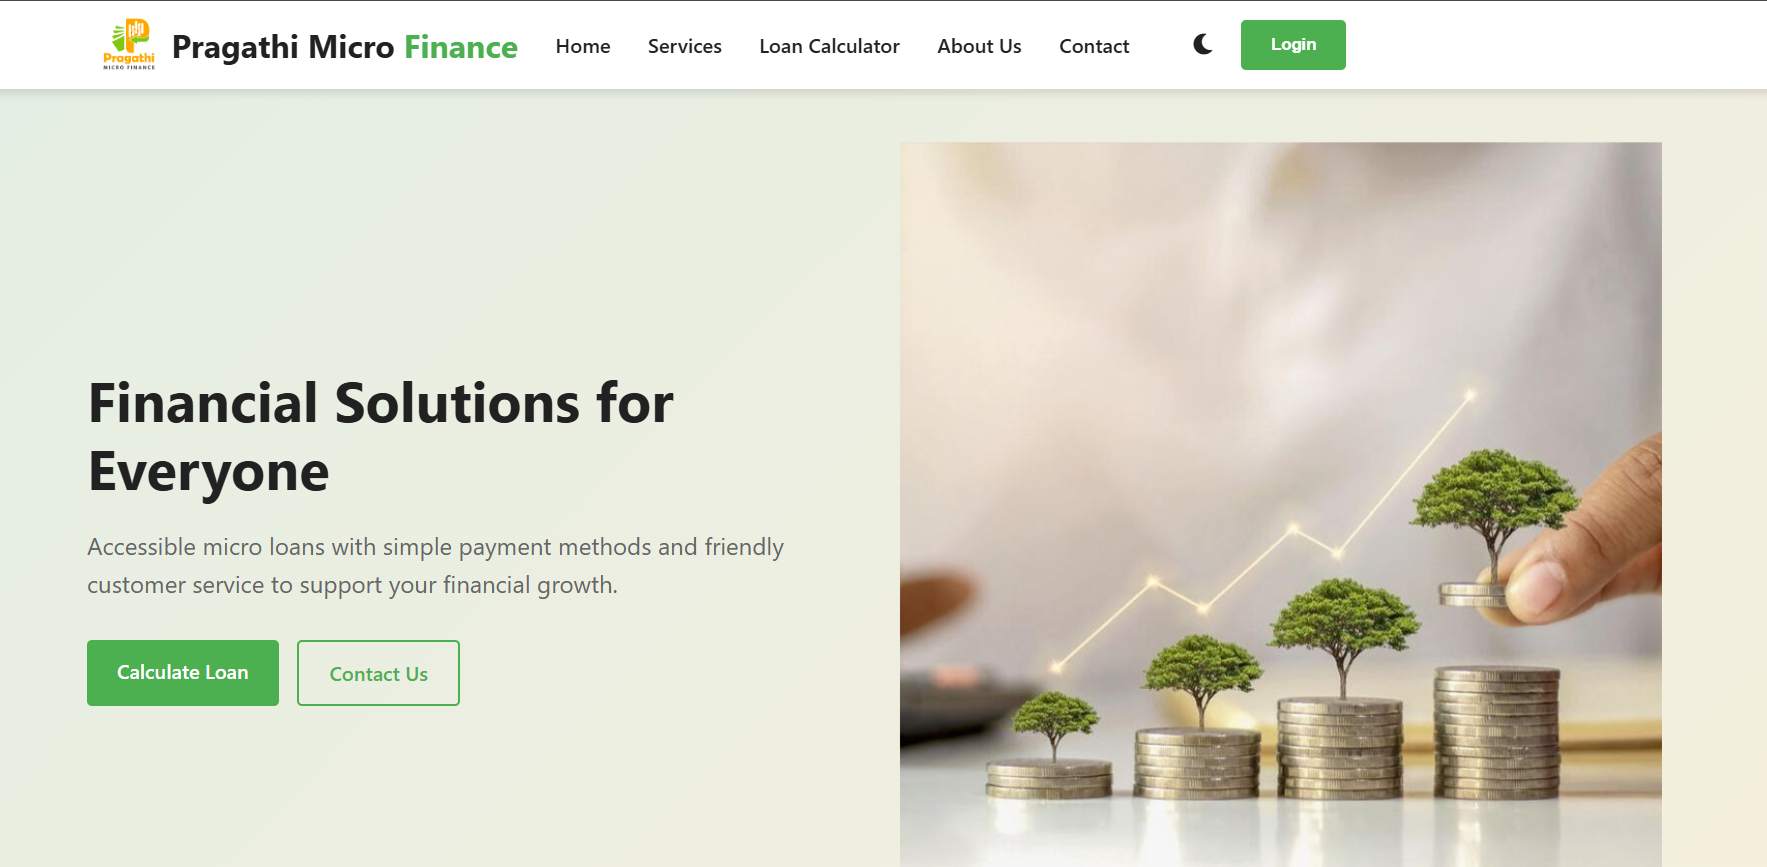 Pragathi
MICRO FINANCE
Pragathi Micro Finance
Home
Services
Loan Calculator
About Us
Contact
Login
Financial Solutions for
Everyone
Accessible micro loans with simple payment methods and friendly
customer service to support your financial growth.
Calculate Loan
Contact Us